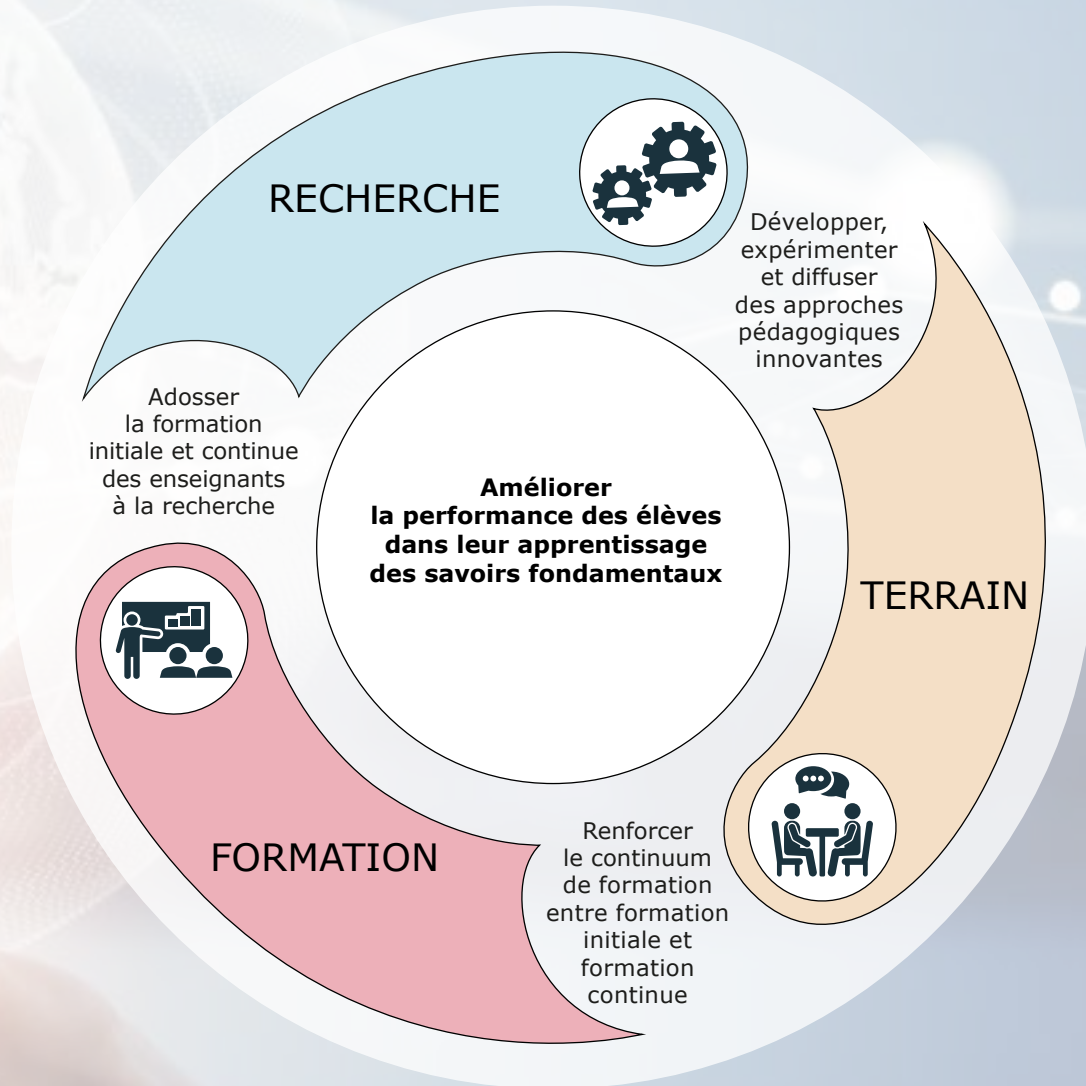 RECHERCHE
Développer,
expérimenter
et diffuser
des approches
pédagogiques
innovantes
TERRAIN
Renforcer
le continuum
de formation
entre formation
initiale et
formation
continue
FORMATION
Adosser
la formation
initiale et continue
des enseignants
à la recherche
Améliorer
la performance des élèves
dans leur apprentissage
des savoirs fondamentaux